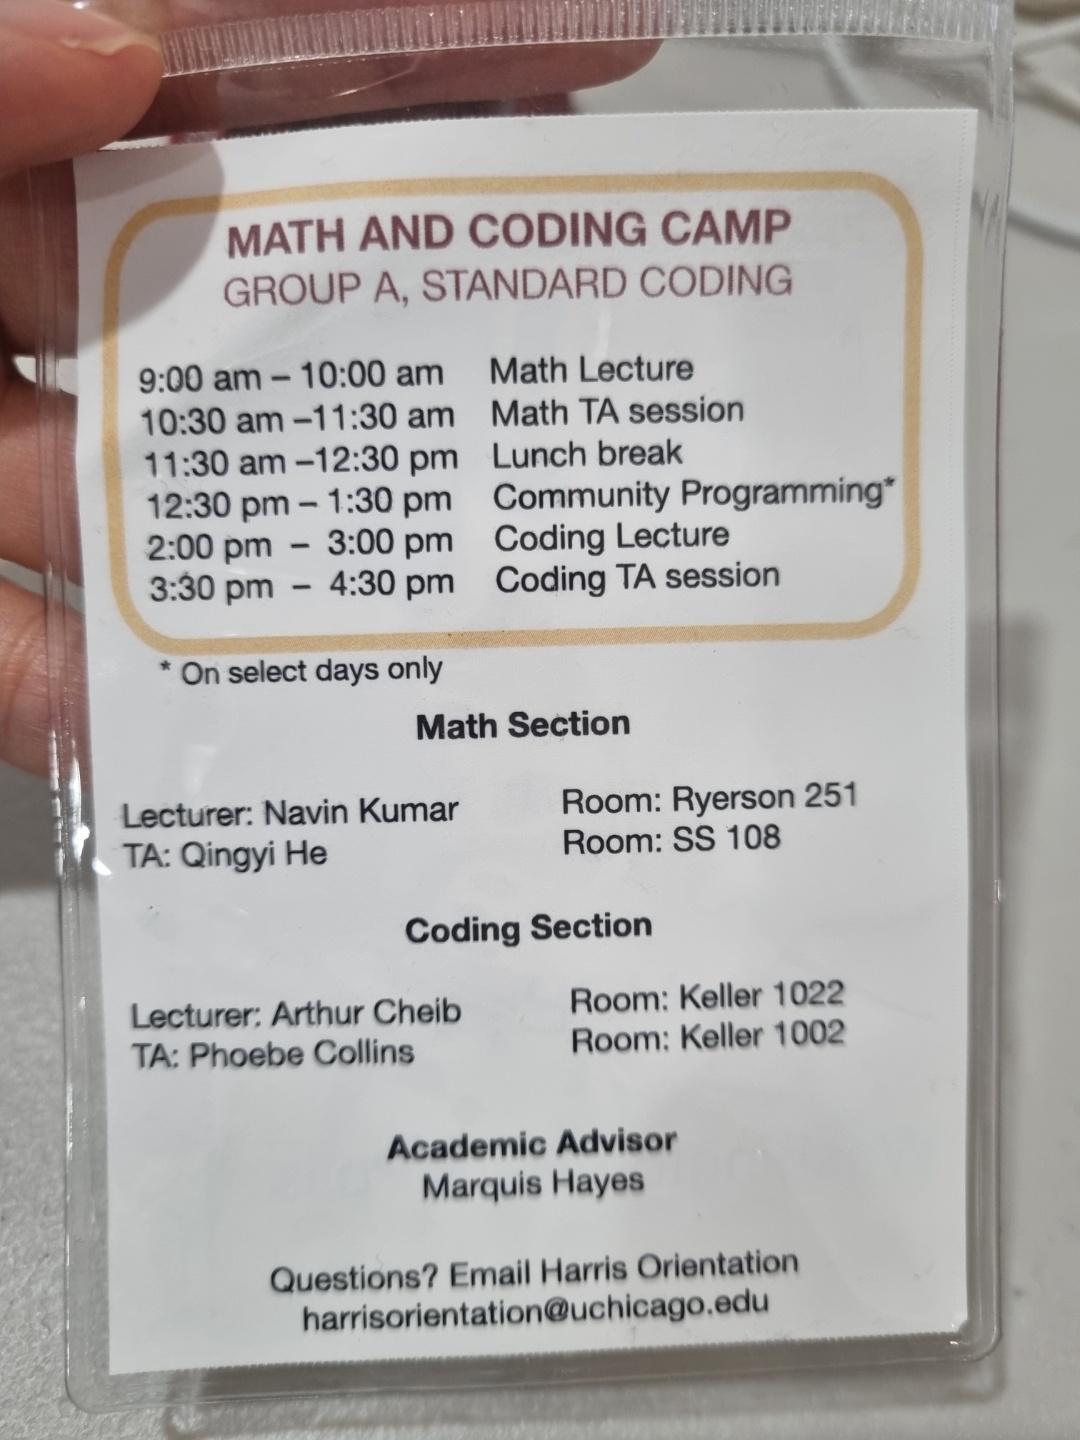 MATH AND CODING CAMP
GROUP A, STANDARD CODING
9:00 am – 10:00 am Math Lecture
10:30 am –11:30 am Math TA session
11:30 am –12:30 pm Lunch break
12:30 pm – 1:30 pm Community Programming*
2:00 pm – 3:00 pm Coding Lecture
3:30 pm – 4:30 pm Coding TA session
* On select days only
Math Section
Lecturer: Navin Kumar Room: Ryerson 251
TA: Qingyi He Room: SS 108
Coding Section
Lecturer: Arthur Cheib Room: Keller 1022
TA: Phoebe Collins Room: Keller 1002
Academic Advisor
Marquis Hayes
Questions? Email Harris Orientation
harrisorientation@uchicago.edu